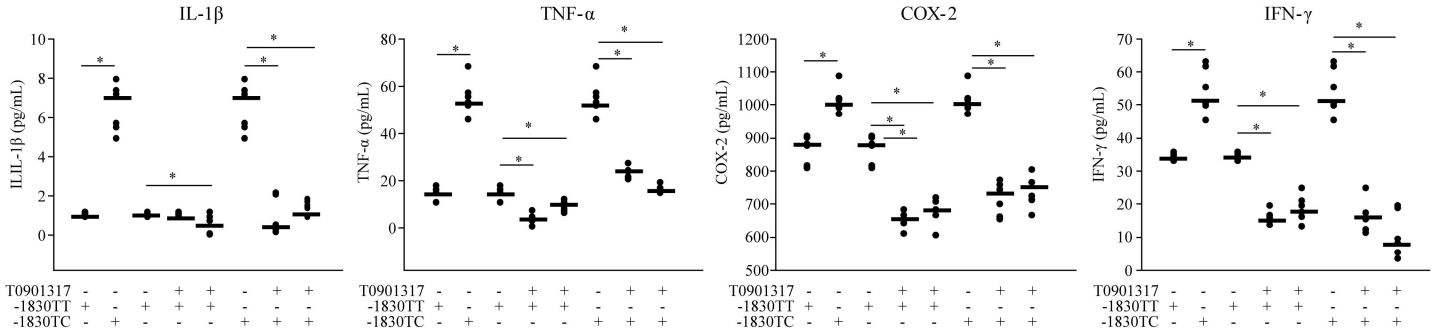 IL-1β
ILIL-1β (pg/mL)
10
8
6
4
2
0
*
*
*
*
T0901317 - - - + + - + +
-1830TT + - + + + - - -
-1830TC - + - - - + + +
TNF-α
TNF-α (pg/mL)
80
60
40
20
0
*
*
*
*
*
T0901317 - - - + + - + +
-1830TT + - + + + - - -
-1830TC - + - - - + + +
COX-2
COX-2 (pg/mL)
1200
1100
1000
900
800
700
600
500
*
*
*
*
*
*
T0901317 - - - + + - + +
-1830TT + - + + + - - -
-1830TC - + - - - + + +
IFN-γ
IFN-γ (pg/mL)
70
60
50
40
30
20
10
0
*
*
*
*
*
T0901317 - - - + + - + +
-1830TT + - + + + - - -
-1830TC - + - - - + + +